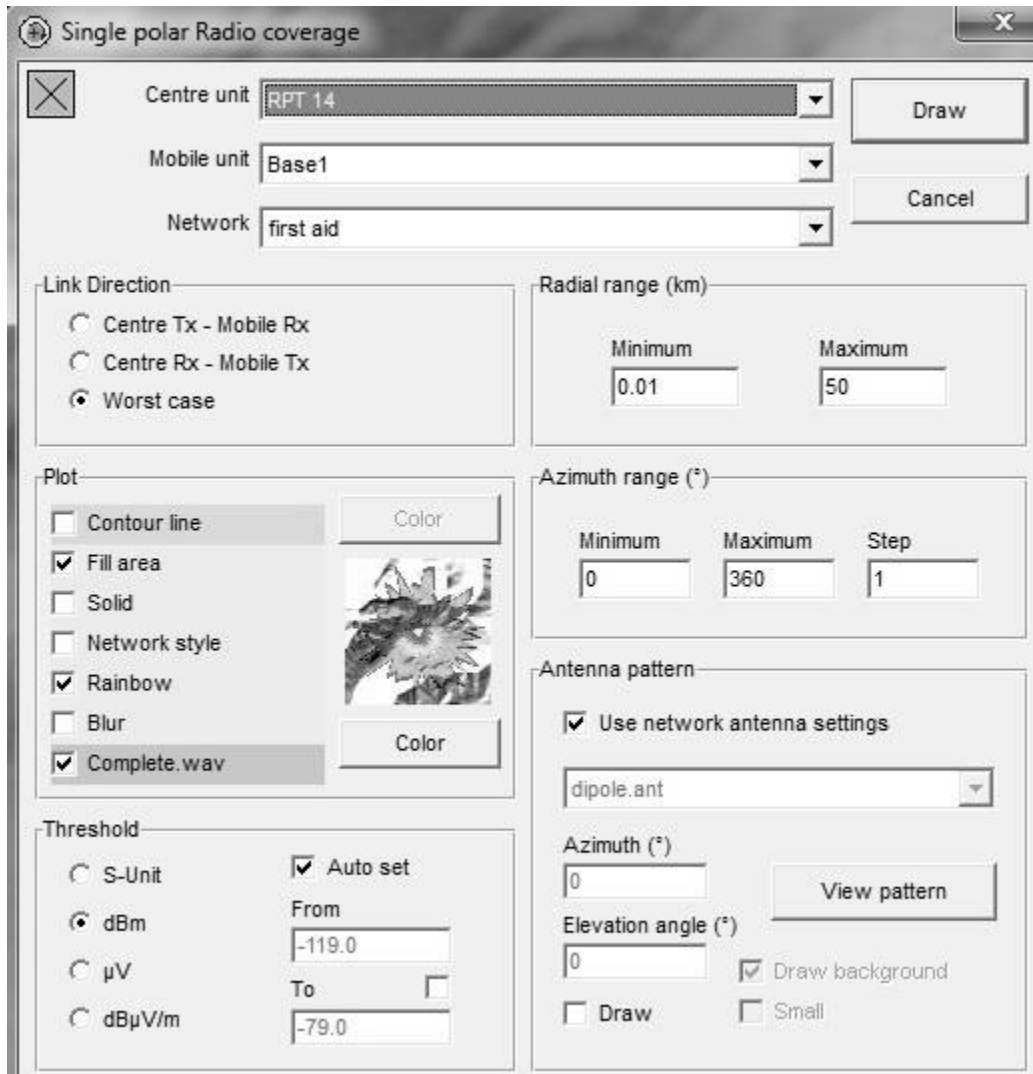 Single polar Radio coverage
Centre unit RPT 14
Draw
Mobile unit Base1
Cancel
Network first aid
Link Direction
Centre Tx - Mobile Rx
Centre Rx - Mobile Tx
Worst case
Radial range (km)
Minimum Maximum
0.01 50
Plot
Contour line
Fill area
Solid
Network style
Rainbow
Blur
Complete.wav
Color
Color
Azimuth range (°)
Minimum Maximum Step
0 360 1
Antenna pattern
Use network antenna settings
dipole.ant
Azimuth (°)
0
View pattern
Elevation angle (°)
0
Draw background
Draw
Small
Threshold
S-Unit
dBm
µV
dBµV/m
Auto set
From
-119.0
To
-79.0